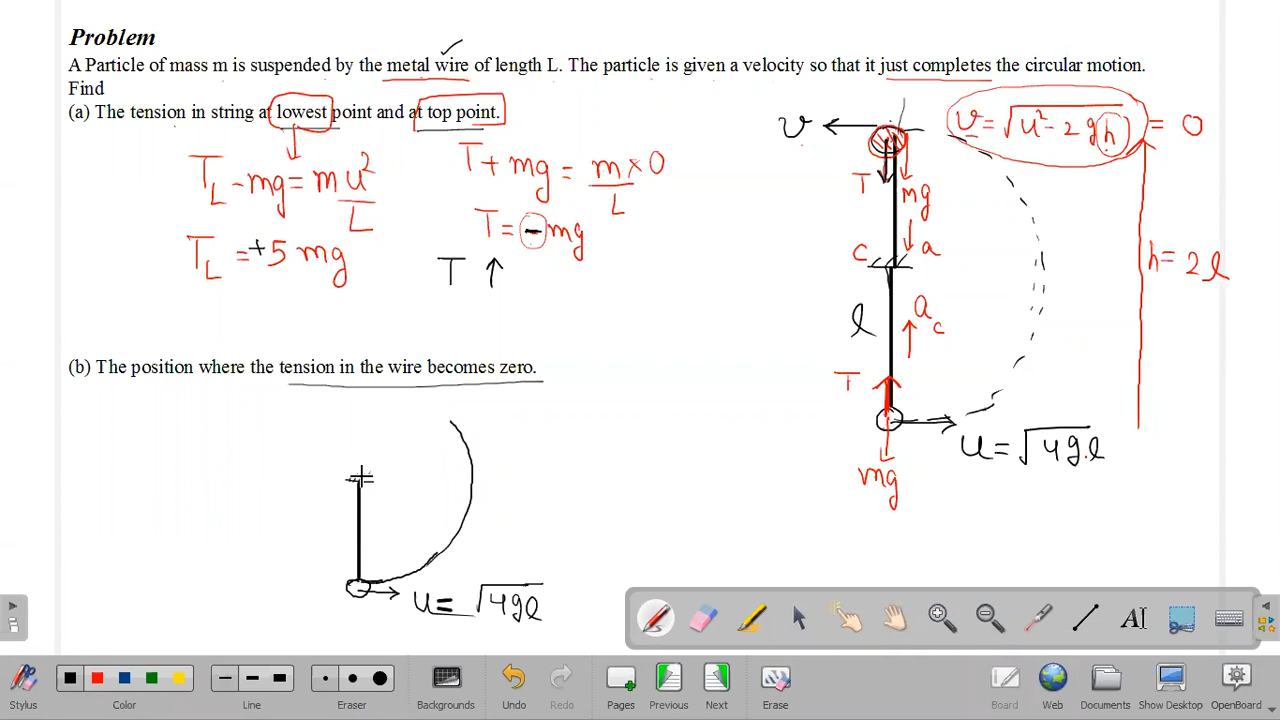 Problem
A Particle of mass m is suspended by the metal wire of length L. The particle is given a velocity so that it just completes the circular motion.
Find
(a) The tension in string at lowest point and at top point.
T_L - mg = m u²/L
T_L = +5 mg
T + mg = m×0/L
T = - mg
T ↑
v
v = √(u² - 2gh) = 0
T
mg
c
a
h = 2l
l
a_c
T
mg
u = √4g.l
(b) The position where the tension in the wire becomes zero.
u = √4gl
Stylus
Color
Line
Eraser
Backgrounds
Undo
Redo
Pages
Previous
Next
Erase
Board
Web
Documents
Show Desktop
OpenBoard